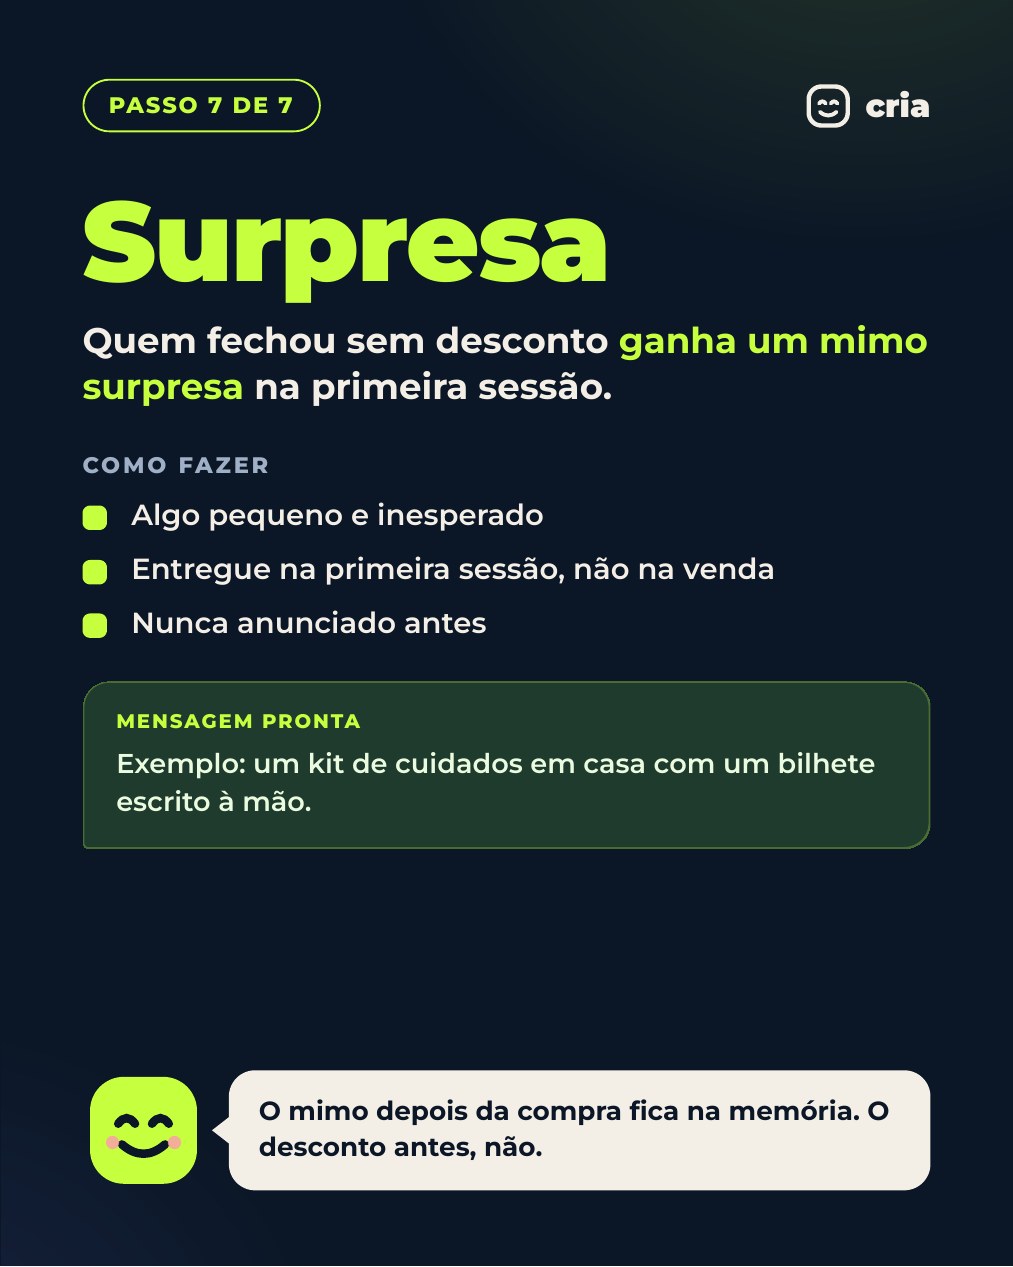 PASSO 7 DE 7
cria
Surpresa
Quem fechou sem desconto ganha um mimo
surpresa na primeira sessão.
COMO FAZER
Algo pequeno e inesperado
Entregue na primeira sessão, não na venda
Nunca anunciado antes
MENSAGEM PRONTA
Exemplo: um kit de cuidados em casa com um bilhete
escrito à mão.
O mimo depois da compra fica na memória. O
desconto antes, não.